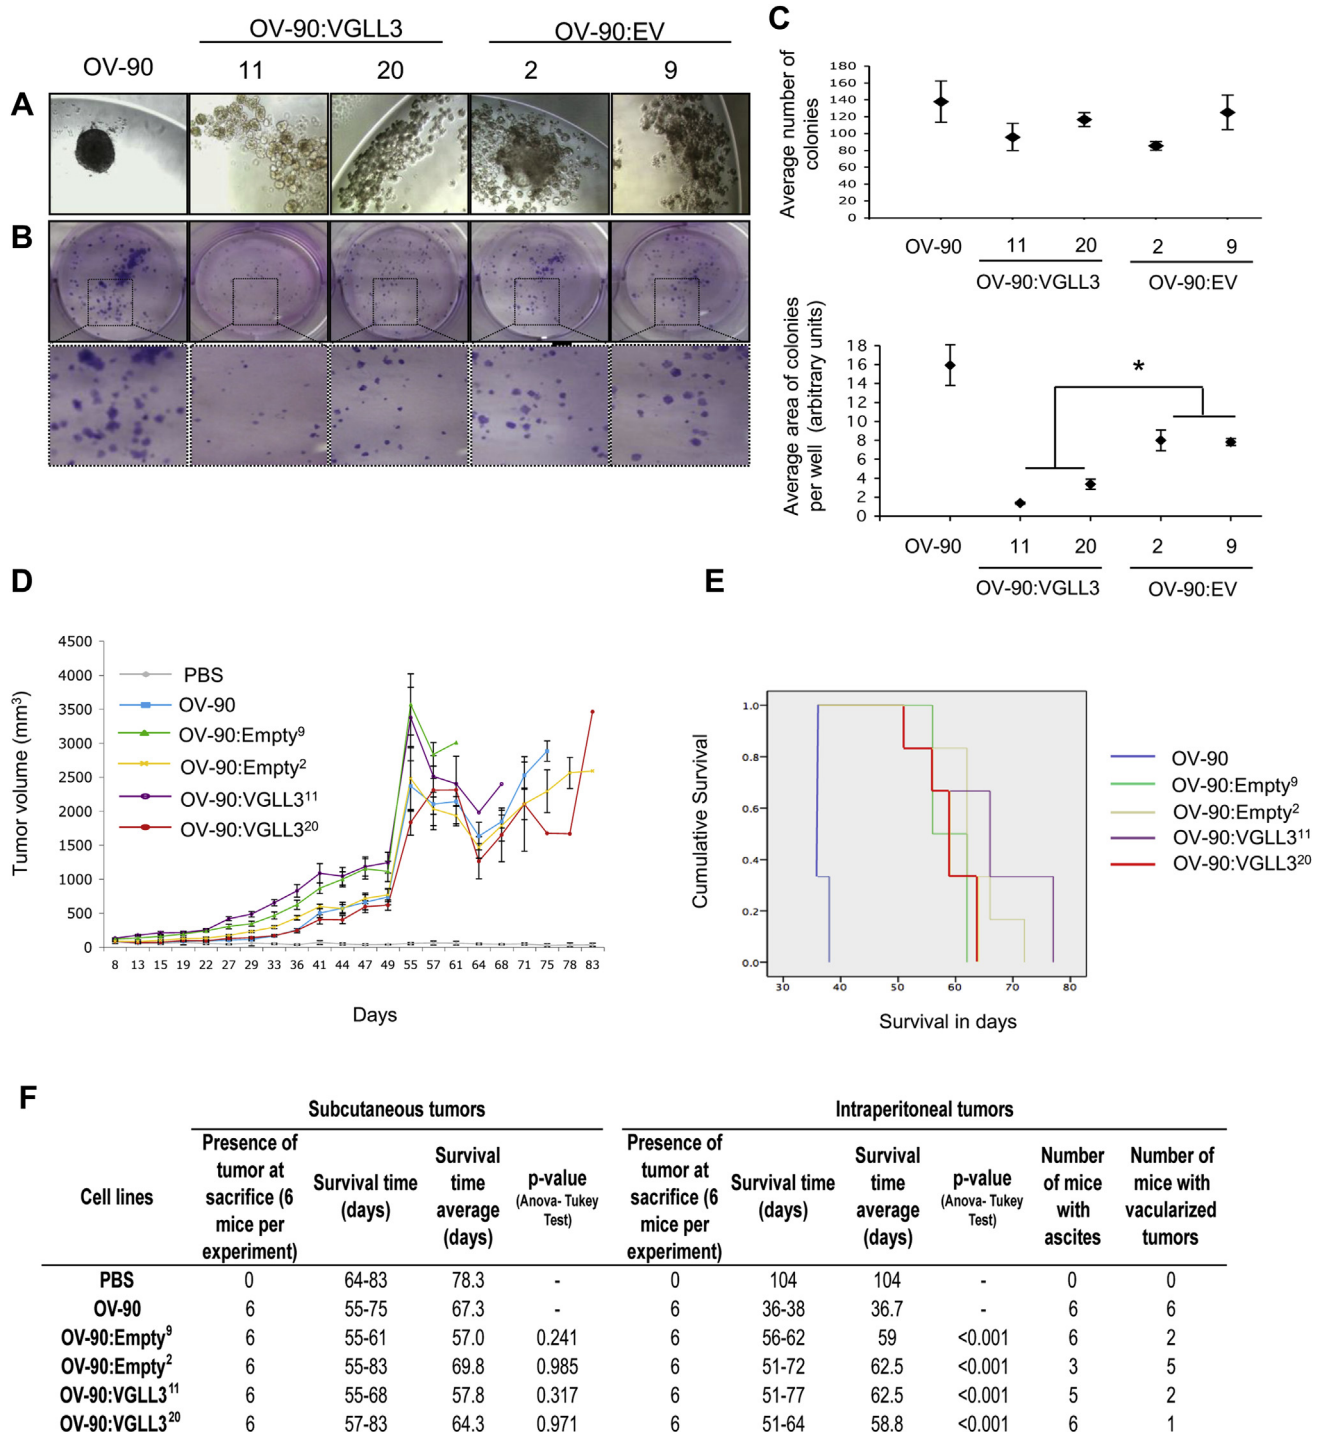 OV-90:VGLL3 OV-90:EV
OV-90 11 20 2 9
A
B
C
Average number of
colonies
180
160
140
120
100
80
60
40
20
0
OV-90 11 20 2 9
OV-90:VGLL3 OV-90:EV
Average area of colonies
per well (arbitrary units)
18
16
14
12
10
8
6
4
2
0
*
OV-90 11 20 2 9
OV-90:VGLL3 OV-90:EV
D
Tumor volume (mm³)
4500
4000
3500
3000
2500
2000
1500
1000
500
0
PBS
OV-90
OV-90:Empty⁹
OV-90:Empty²
OV-90:VGLL3¹¹
OV-90:VGLL3²⁰
8 13 15 19 22 27 29 33 36 41 44 47 49 55 57 61 64 68 71 75 78 83
Days
E
Cumulative Survival
1.0
0.8
0.6
0.4
0.2
0.0
30 40 50 60 70 80
Survival in days
OV-90
OV-90:Empty⁹
OV-90:Empty²
OV-90:VGLL3¹¹
OV-90:VGLL3²⁰
F
Subcutaneous tumors Intraperitoneal tumors
Cell lines
Presence of
tumor at
sacrifice (6
mice per
experiment)
Survival time
(days)
Survival
time
average
(days)
p-value
(Anova- Tukey
Test)
Presence of
tumor at
sacrifice (6
mice per
experiment)
Survival time
(days)
Survival
time
average
(days)
p-value
(Anova- Tukey
Test)
Number
of mice
with
ascites
Number of
mice with
vacularized
tumors
PBS 0 64-83 78.3 - 0 104 104 - 0 0
OV-90 6 55-75 67.3 - 6 36-38 36.7 - 6 6
OV-90:Empty⁹ 6 55-61 57.0 0.241 6 56-62 59 <0.001 6 2
OV-90:Empty² 6 55-83 69.8 0.985 6 51-72 62.5 <0.001 3 5
OV-90:VGLL3¹¹ 6 55-68 57.8 0.317 6 51-77 62.5 <0.001 5 2
OV-90:VGLL3²⁰ 6 57-83 64.3 0.971 6 51-64 58.8 <0.001 6 1